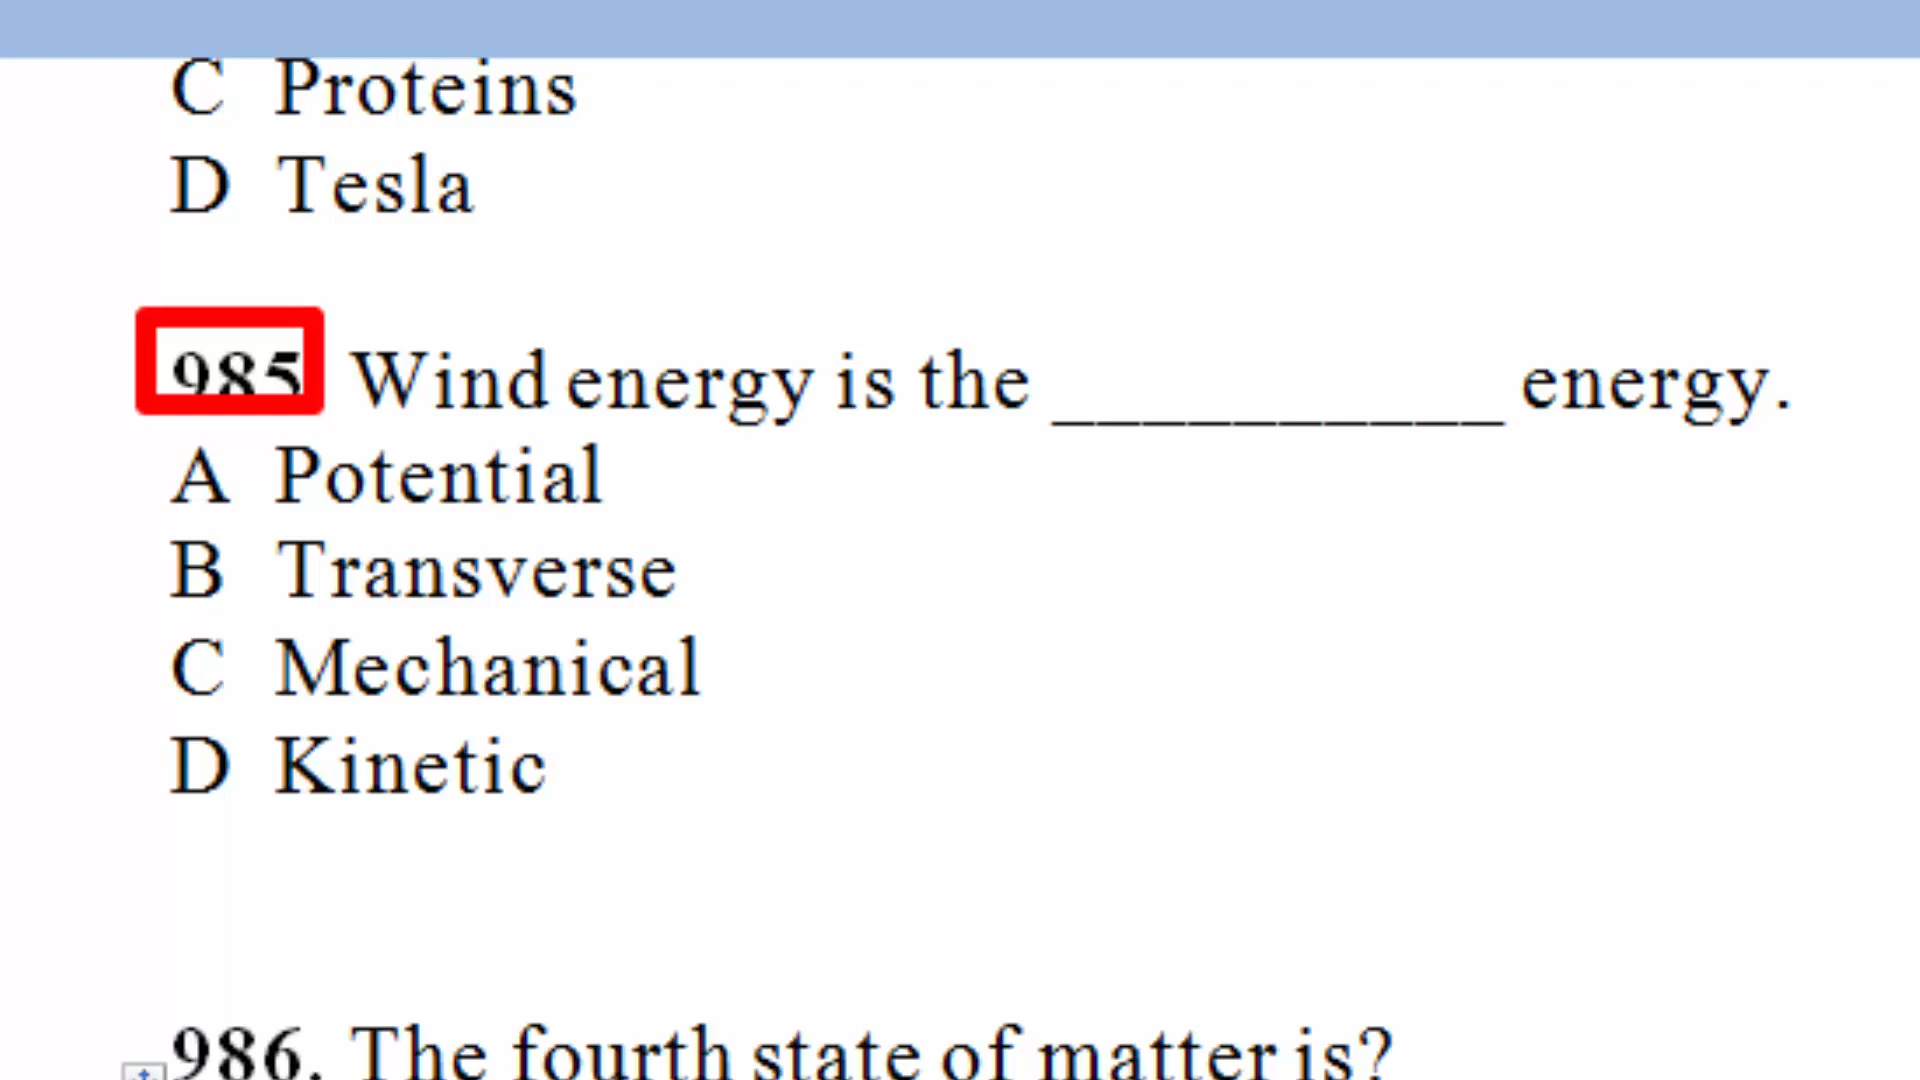 C Proteins
D Tesla
985 Wind energy is the __________ energy.
A Potential
B Transverse
C Mechanical
D Kinetic
986. The fourth state of matter is?